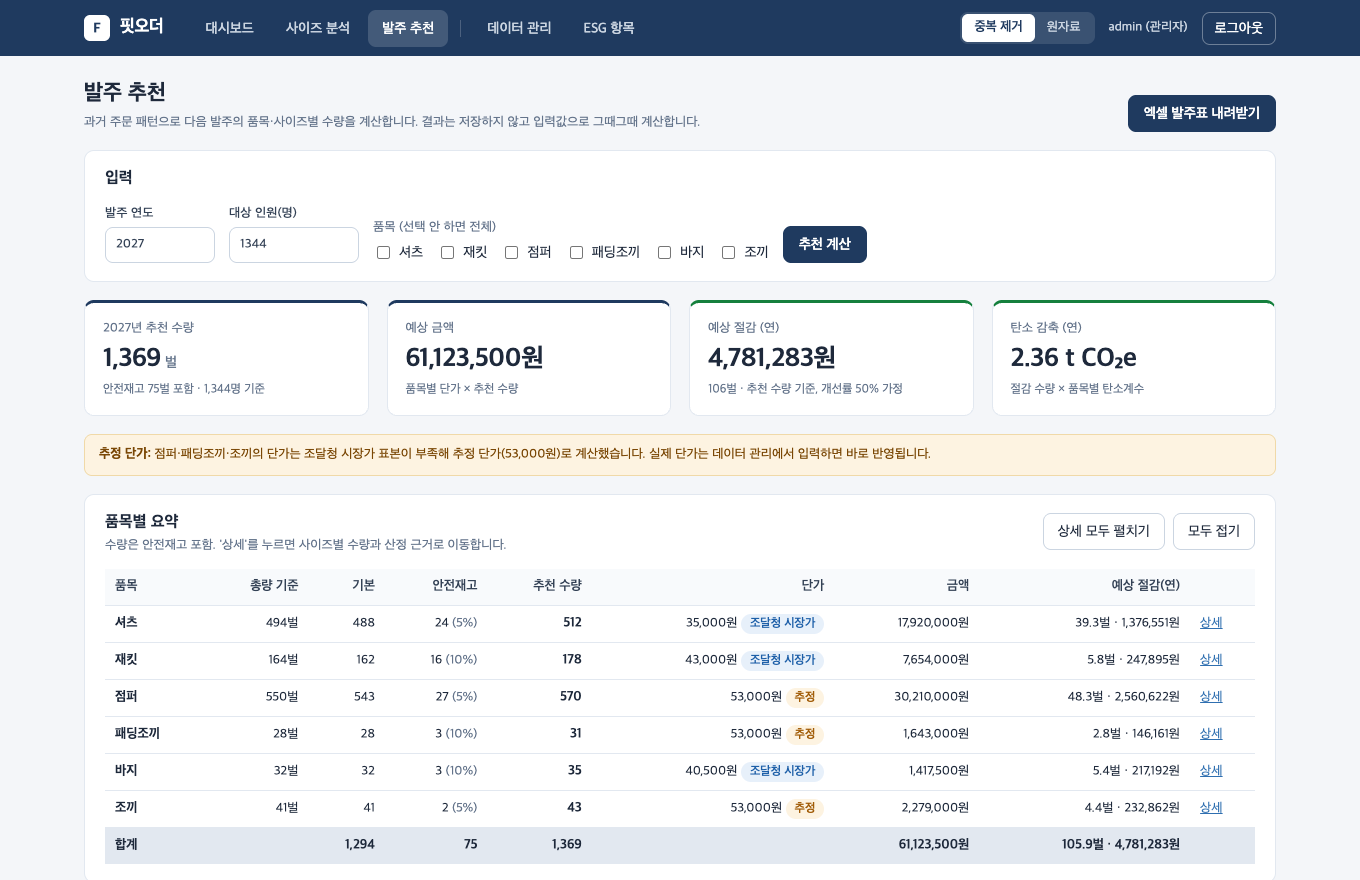 F 핏오더 대시보드 사이즈 분석 발주 추천 데이터 관리 ESG 항목 중복 제거 원자료 admin (관리자) 로그아웃
발주 추천
과거 주문 패턴으로 다음 발주의 품목·사이즈별 수량을 계산합니다. 결과는 저장하지 않고 입력값으로 그때그때 계산합니다.
엑셀 발주표 내려받기
입력
발주 연도 대상 인원(명) 품목 (선택 안 하면 전체)
2027 1344 셔츠 재킷 점퍼 패딩조끼 바지 조끼 추천 계산
2027년 추천 수량
1,369 벌
안전재고 75벌 포함 · 1,344명 기준
예상 금액
61,123,500원
품목별 단가 × 추천 수량
예상 절감 (연)
4,781,283원
106벌 · 추천 수량 기준, 개선률 50% 가정
탄소 감축 (연)
2.36 t CO₂e
절감 수량 × 품목별 탄소계수
추정 단가: 점퍼·패딩조끼·조끼의 단가는 조달청 시장가 표본이 부족해 추정 단가(53,000원)로 계산했습니다. 실제 단가는 데이터 관리에서 입력하면 바로 반영됩니다.
품목별 요약
수량은 안전재고 포함. '상세'를 누르면 사이즈별 수량과 산정 근거로 이동합니다.
상세 모두 펼치기 모두 접기
품목 총량 기준 기본 안전재고 추천 수량 단가 금액 예상 절감(연)
셔츠 494벌 488 24 (5%) 512 35,000원 조달청 시장가 17,920,000원 39.3벌 · 1,376,551원 상세
재킷 164벌 162 16 (10%) 178 43,000원 조달청 시장가 7,654,000원 5.8벌 · 247,895원 상세
점퍼 550벌 543 27 (5%) 570 53,000원 추정 30,210,000원 48.3벌 · 2,560,622원 상세
패딩조끼 28벌 28 3 (10%) 31 53,000원 추정 1,643,000원 2.8벌 · 146,161원 상세
바지 32벌 32 3 (10%) 35 40,500원 조달청 시장가 1,417,500원 5.4벌 · 217,192원 상세
조끼 41벌 41 2 (5%) 43 53,000원 추정 2,279,000원 4.4벌 · 232,862원 상세
합계 1,294 75 1,369 61,123,500원 105.9벌 · 4,781,283원